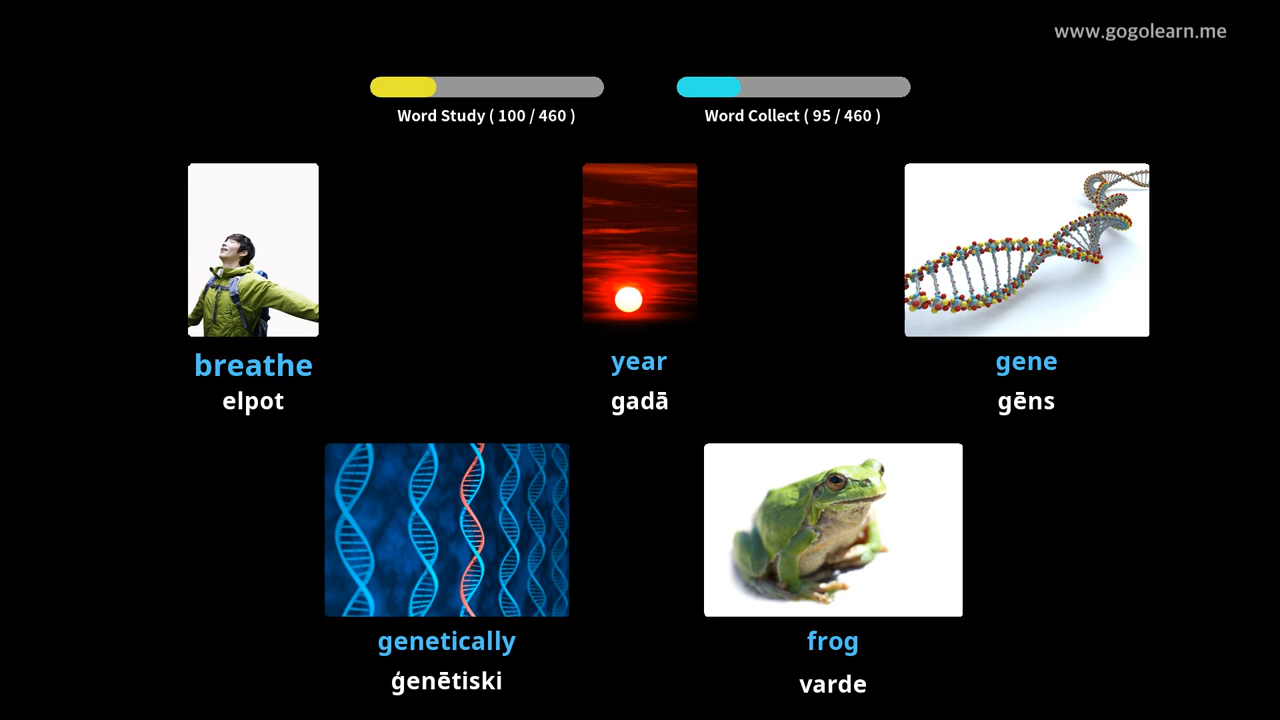 www.gogolearn.me
Word Study ( 100 / 460 )
Word Collect ( 95 / 460 )
breathe
elpot
year
gadā
gene
gēns
genetically
ģenētiski
frog
varde